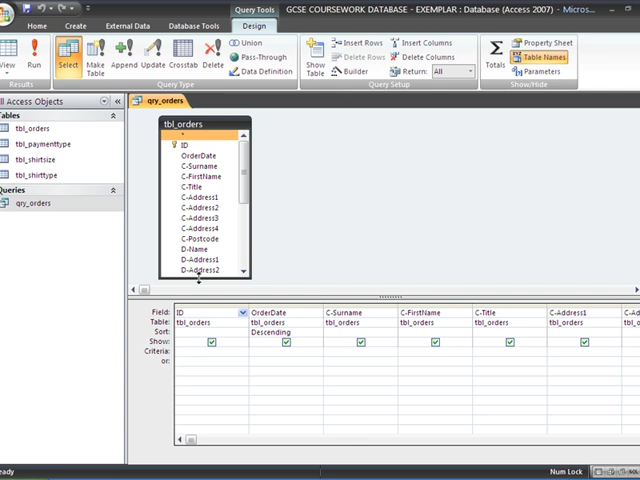 Query Tools
GCSE COURSEWORK DATABASE - EXEMPLAR : Database (Access 2007) - Micros...
Home
Create
External Data
Database Tools
Design
View
Run
Results
Select
Make Table
Append
Update
Crosstab
Delete
Union
Pass-Through
Data Definition
Query Type
Show Table
Insert Rows
Delete Rows
Builder
Insert Columns
Delete Columns
Return: All
Query Setup
Totals
Property Sheet
Table Names
Parameters
Show/Hide
ll Access Objects
Tables
tbl_orders
tbl_paymenttype
tbl_shirtsize
tbl_shirttype
Queries
qry_orders
qry_orders
tbl_orders
*
ID
OrderDate
C-Surname
C-FirstName
C-Title
C-Address1
C-Address2
C-Address3
C-Address4
C-Postcode
D-Name
D-Address1
D-Address2
Field: ID OrderDate C-Surname C-FirstName C-Title C-Address1 C-Ad
Table: tbl_orders tbl_orders tbl_orders tbl_orders tbl_orders tbl_orders tbl_o
Sort: Descending
Show:
Criteria:
or:
eady
Num Lock